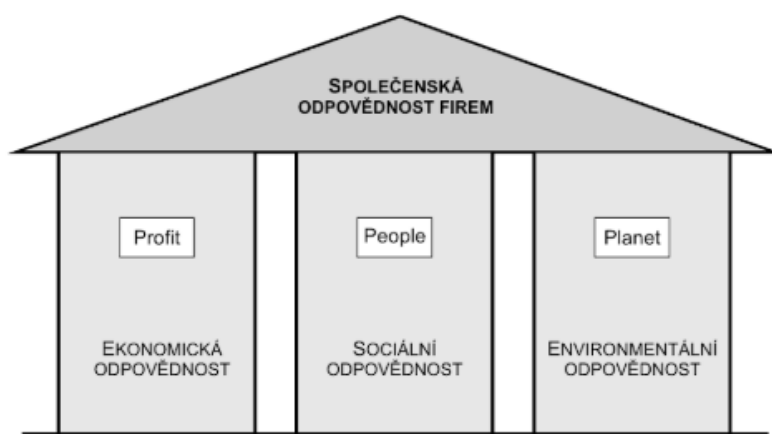 SPOLEČENSKÁ
ODPOVĚDNOST FIREM
Profit
People
Planet
EKONOMICKÁ
ODPOVĚDNOST
SOCIÁLNÍ
ODPOVĚDNOST
ENVIRONMENTÁLNÍ
ODPOVĚDNOST